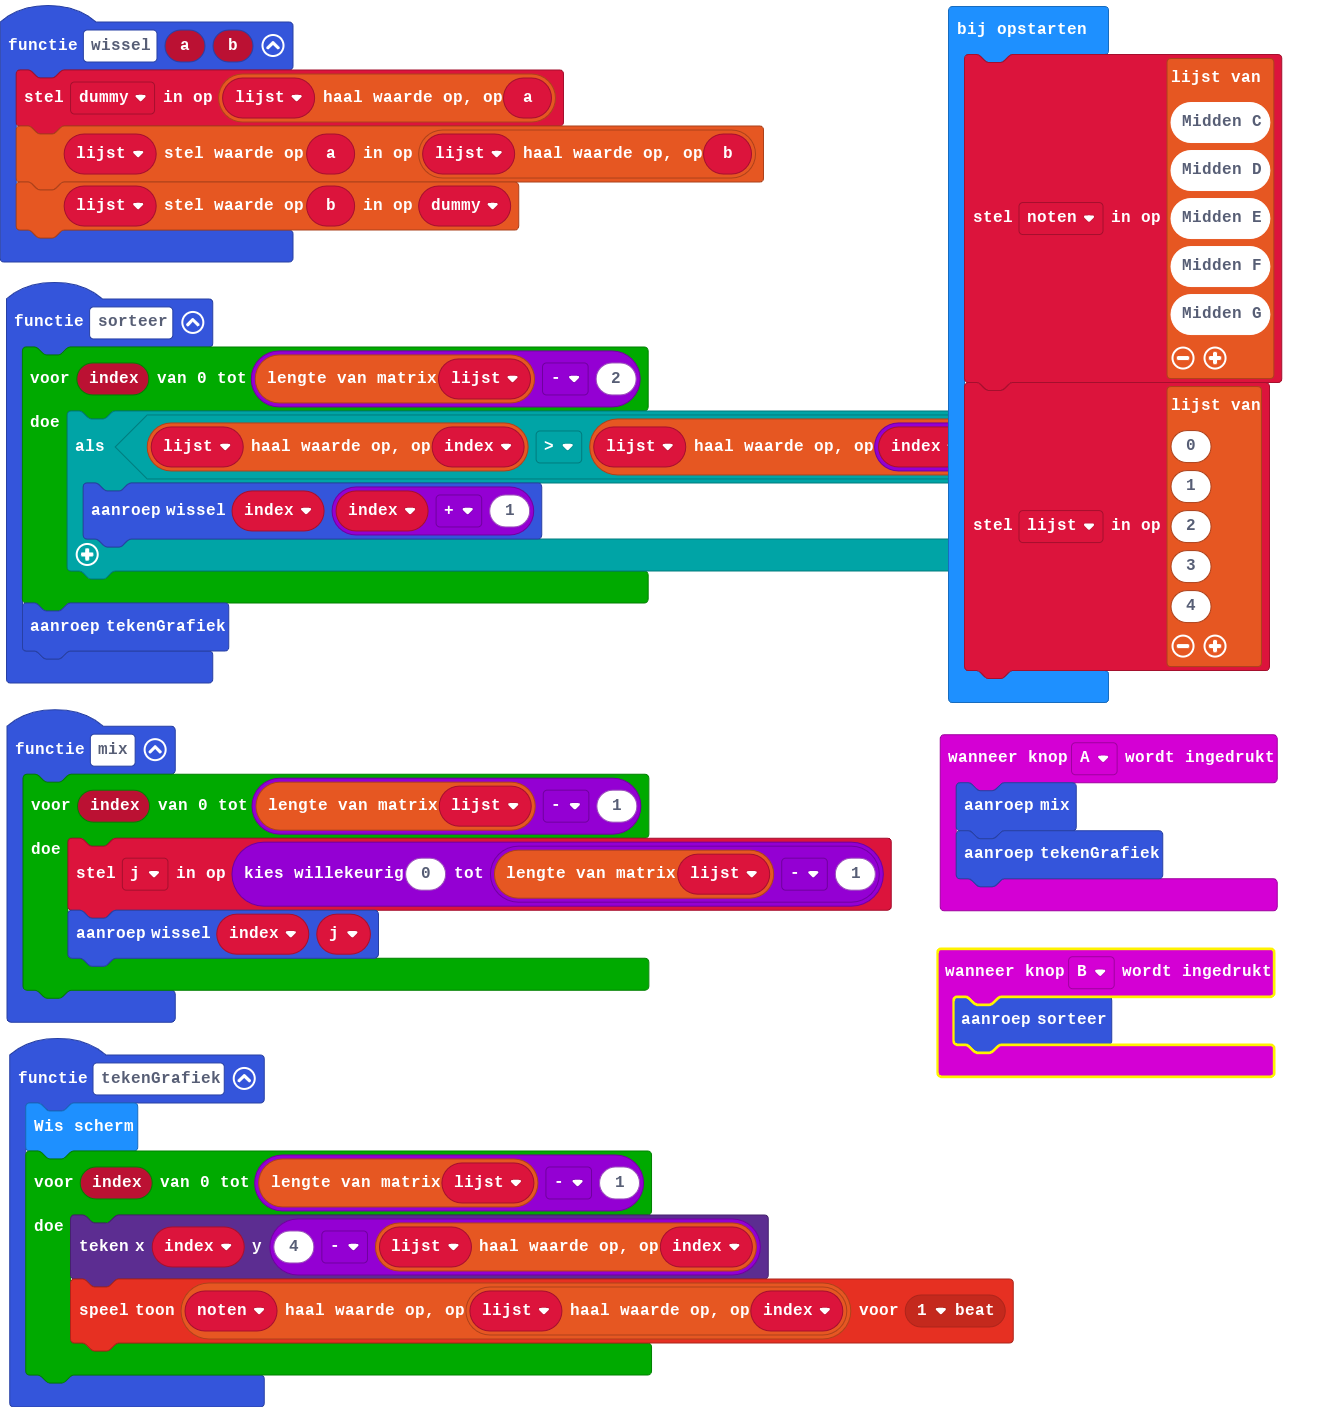 functie wissel a b
stel dummy in op lijst haal waarde op, op a
lijst stel waarde op a in op lijst haal waarde op, op b
lijst stel waarde op b in op dummy
functie sorteer
voor index van 0 tot lengte van matrix lijst - 2
doe
als lijst haal waarde op, op index > lijst haal waarde op, op index
aanroep wissel index index + 1
aanroep tekenGrafiek
functie mix
voor index van 0 tot lengte van matrix lijst - 1
doe
stel j in op kies willekeurig 0 tot lengte van matrix lijst - 1
aanroep wissel index j
functie tekenGrafiek
Wis scherm
voor index van 0 tot lengte van matrix lijst - 1
doe
teken x index y 4 - lijst haal waarde op, op index
speel toon noten haal waarde op, op lijst haal waarde op, op index voor 1 beat
bij opstarten
stel noten in op lijst van
Midden C
Midden D
Midden E
Midden F
Midden G
stel lijst in op lijst van
0
1
2
3
4
wanneer knop A wordt ingedrukt
aanroep mix
aanroep tekenGrafiek
wanneer knop B wordt ingedrukt
aanroep sorteer